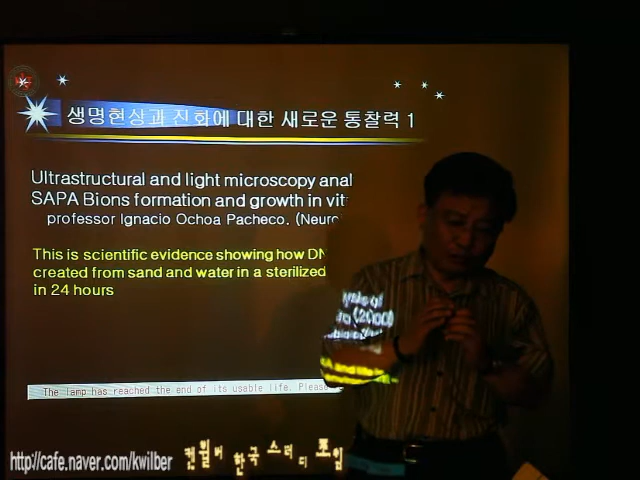 생명현상과 진화에 대한 새로운 통찰력 1
Ultrastructural and light microscopy anal
SAPA Bions formation and growth in vit
professor Ignacio Ochoa Pacheco. (Neuro
(2000)
This is scientific evidence showing how DN
created from sand and water in a sterilized
in 24 hours
The lamp has reached the end of its usable life. Please
http://cafe.naver.com/kwilber 켄윌버 한국 스터디 모임